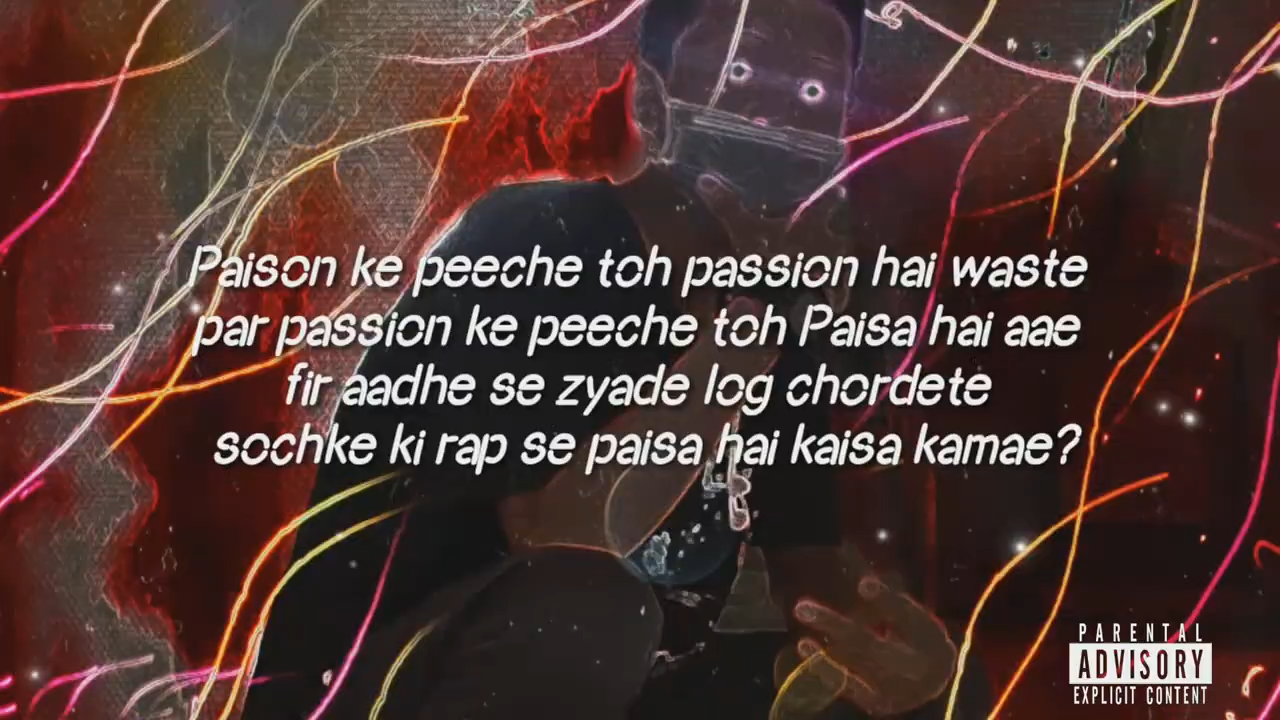 Paison ke peeche toh passion hai waste
par passion ke peeche toh Paisa hai aae
fir aadhe se zyade log chordete
sochke ki rap se paisa hai kaisa kamae?
PARENTAL
ADVISORY
EXPLICIT CONTENT